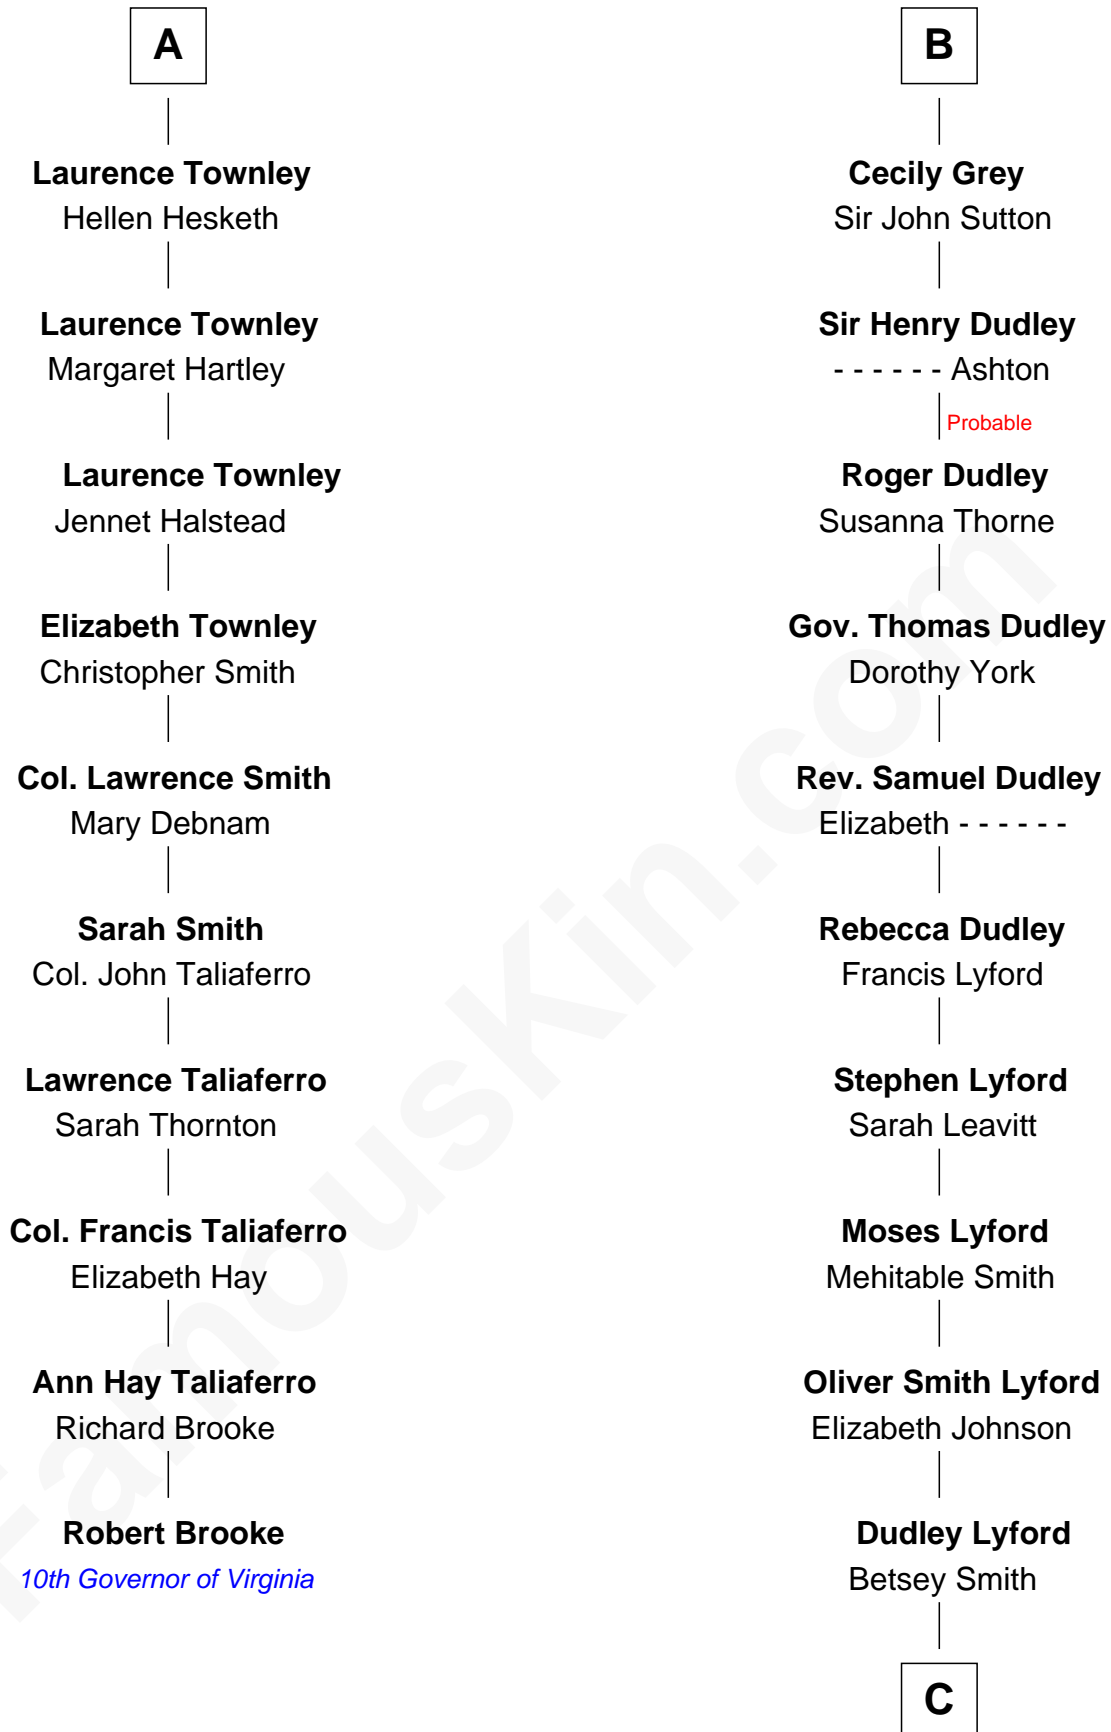 A
Laurence Townley
Hellen Hesketh
Laurence Townley
Margaret Hartley
Laurence Townley
Jennet Halstead
Elizabeth Townley
Christopher Smith
Col. Lawrence Smith
Mary Debnam
Sarah Smith
Col. John Taliaferro
Lawrence Taliaferro
Sarah Thornton
Col. Francis Taliaferro
Elizabeth Hay
Ann Hay Taliaferro
Richard Brooke
Robert Brooke
10th Governor of Virginia
B
Cecily Grey
Sir John Sutton
Sir Henry Dudley
- - - - - - Ashton
Probable
Roger Dudley
Susanna Thorne
Gov. Thomas Dudley
Dorothy York
Rev. Samuel Dudley
Elizabeth - - - - - -
Rebecca Dudley
Francis Lyford
Stephen Lyford
Sarah Leavitt
Moses Lyford
Mehitable Smith
Oliver Smith Lyford
Elizabeth Johnson
Dudley Lyford
Betsey Smith
C
FamousKin.com